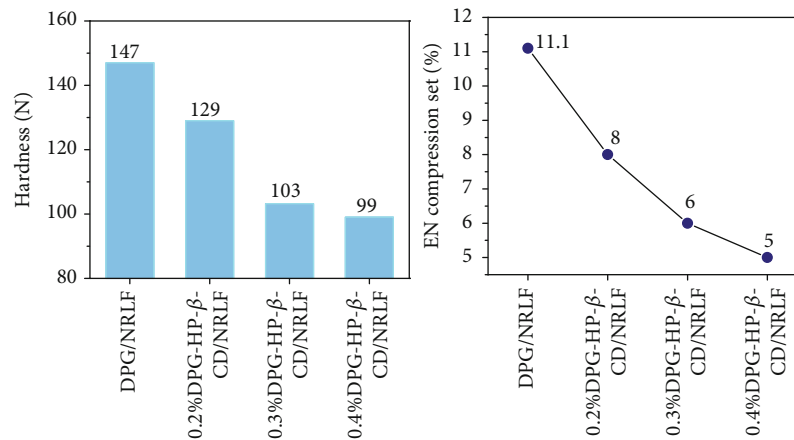 160
140
120
100
80
Hardness (N)
147
129
103
99
DPG/NRLF
0.2%DPG-HP-β-
CD/NRLF
0.3%DPG-HP-β-
CD/NRLF
0.4%DPG-HP-β-
CD/NRLF
12
11
10
9
8
7
6
5
EN compression set (%)
11.1
8
6
5
DPG/NRLF
0.2%DPG-HP-β-
CD/NRLF
0.3%DPG-HP-β-
CD/NRLF
0.4%DPG-HP-β-
CD/NRLF